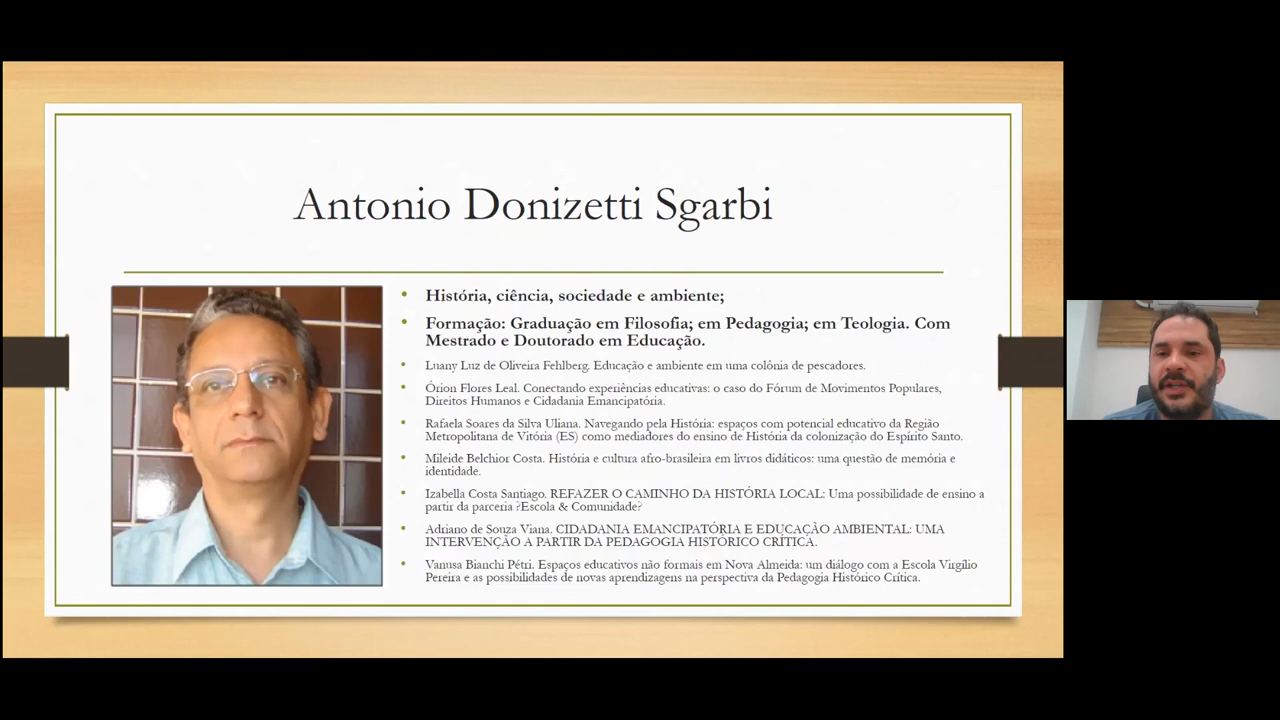 Antonio Donizetti Sgarbi
• História, ciência, sociedade e ambiente;
• Formação: Graduação em Filosofia; em Pedagogia; em Teologia. Com
Mestrado e Doutorado em Educação.
• Luany Luz de Oliveira Fehlberg. Educação e ambiente em uma colônia de pescadores.
• Órion Flores Leal. Conectando experiências educativas: o caso do Fórum de Movimentos Populares,
Direitos Humanos e Cidadania Emancipatória.
• Rafaela Soares da Silva Uliana. Navegando pela História: espaços com potencial educativo da Região
Metropolitana de Vitória (ES) como mediadores do ensino de História da colonização do Espírito Santo.
• Mileide Belchior Costa. História e cultura afro-brasileira em livros didáticos: uma questão de memória e
identidade.
• Izabella Costa Santiago. REFAZER O CAMINHO DA HISTÓRIA LOCAL: Uma possibilidade de ensino a
partir da parceria ?Escola & Comunidade?
• Adriano de Souza Viana. CIDADANIA EMANCIPATÓRIA E EDUCAÇÃO AMBIENTAL: UMA
INTERVENÇÃO A PARTIR DA PEDAGOGIA HISTÓRICO CRÍTICA.
• Vanusa Bianchi Pétri. Espaços educativos não formais em Nova Almeida: um diálogo com a Escola Virgílio
Pereira e as possibilidades de novas aprendizagens na perspectiva da Pedagogia Histórico Crítica.